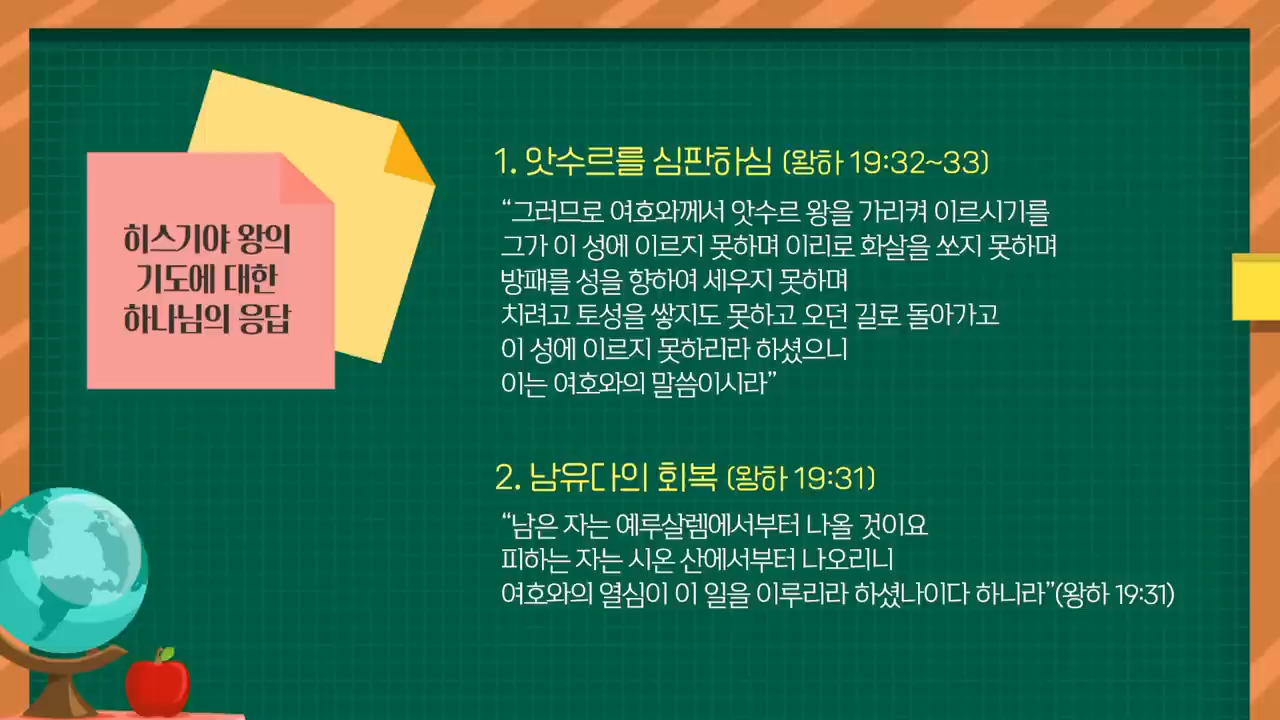 히스기야 왕의
기도에 대한
하나님의 응답
1. 앗수르를 심판하심 (왕하 19:32~33)
“그러므로 여호와께서 앗수르 왕을 가리켜 이르시기를
그가 이 성에 이르지 못하며 이리로 화살을 쏘지 못하며
방패를 성을 향하여 세우지 못하며
치려고 토성을 쌓지도 못하고 오던 길로 돌아가고
이 성에 이르지 못하리라 하셨으니
이는 여호와의 말씀이시라”
2. 남유다의 회복 (왕하 19:31)
“남은 자는 예루살렘에서부터 나올 것이요
피하는 자는 시온 산에서부터 나오리니
여호와의 열심이 이 일을 이루리라 하셨나이다 하니라”(왕하 19:31)